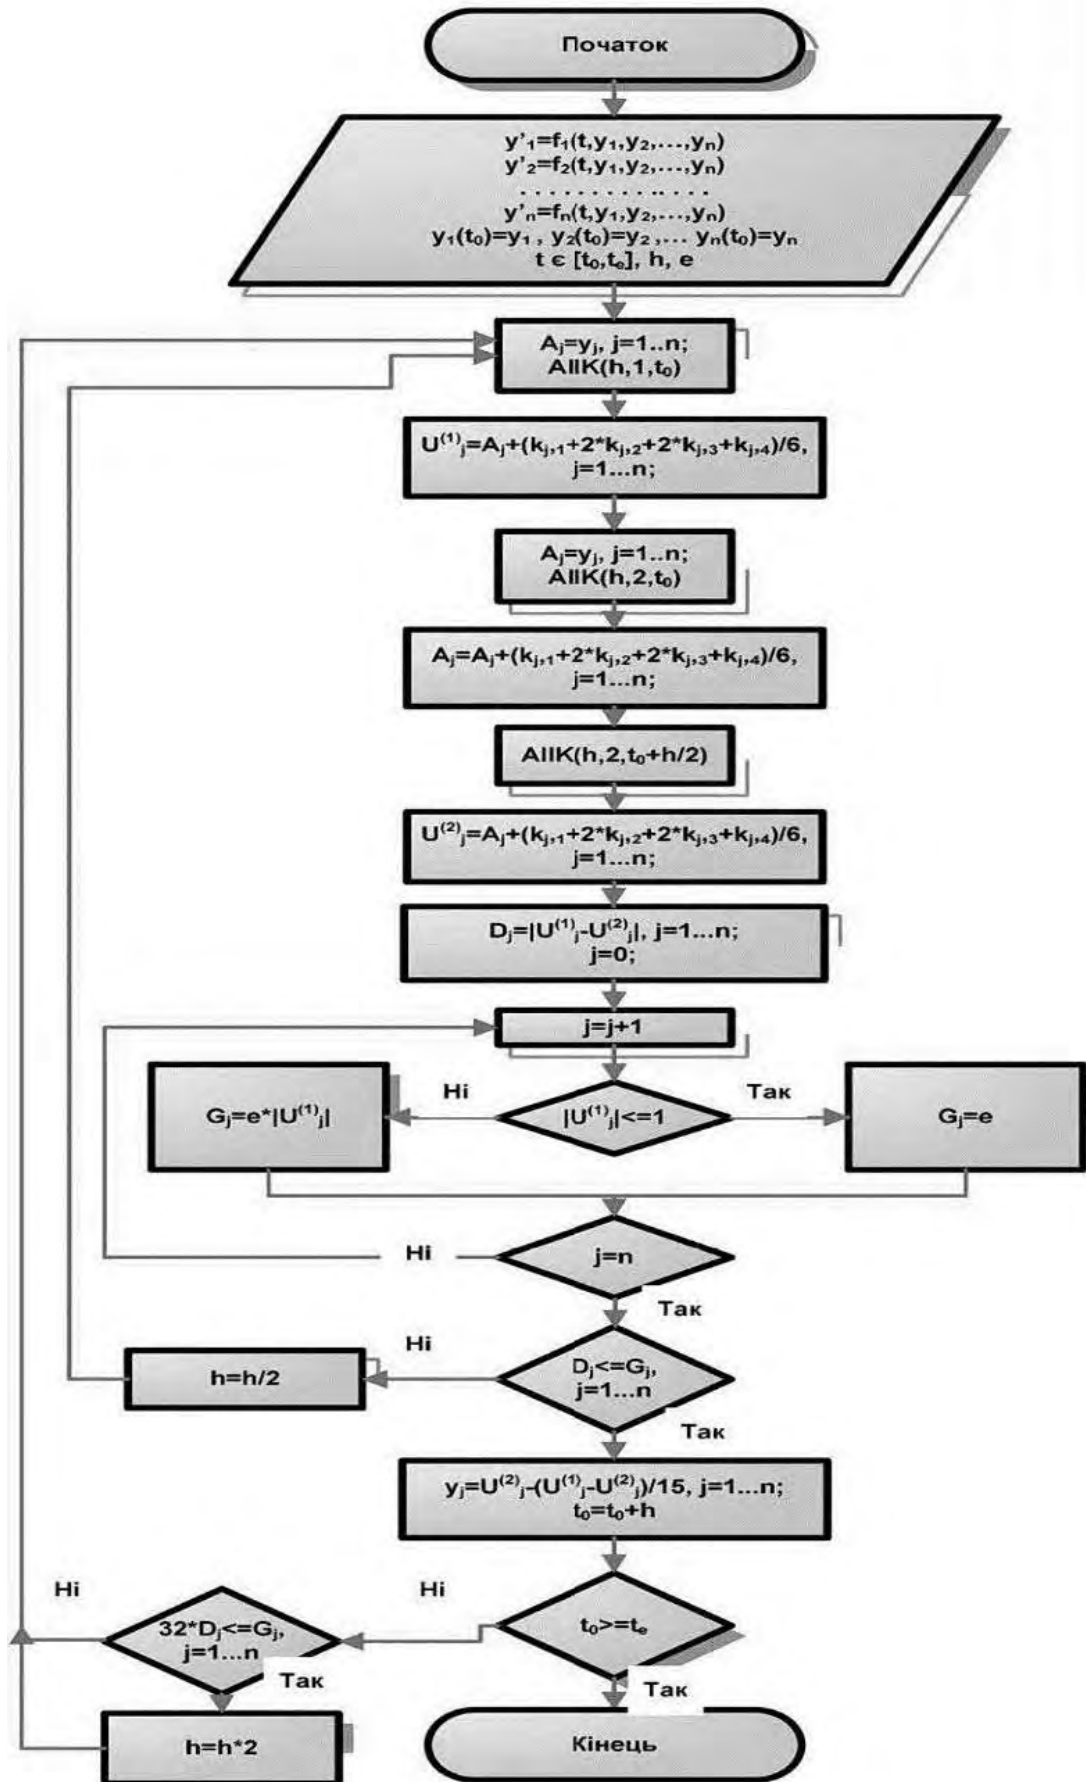 Початок
y'₁=f₁(t,y₁,y₂,...,yₙ)
y'₂=f₂(t,y₁,y₂,...,yₙ)
. . . . . . . . . . .. . . .
y'ₙ=fₙ(t,y₁,y₂,...,yₙ)
y₁(t₀)=y₁ , y₂(t₀)=y₂ ,... yₙ(t₀)=yₙ
t є [t₀,tₑ], h, e
Aⱼ=yⱼ, j=1..n;
AllK(h,1,t₀)
U⁽¹⁾ⱼ=Aⱼ+(kⱼ,₁+2*kⱼ,₂+2*kⱼ,₃+kⱼ,₄)/6,
j=1...n;
Aⱼ=yⱼ, j=1..n;
AllK(h,2,t₀)
Aⱼ=Aⱼ+(kⱼ,₁+2*kⱼ,₂+2*kⱼ,₃+kⱼ,₄)/6,
j=1...n;
AllK(h,2,t₀+h/2)
U⁽²⁾ⱼ=Aⱼ+(kⱼ,₁+2*kⱼ,₂+2*kⱼ,₃+kⱼ,₄)/6,
j=1...n;
Dⱼ=|U⁽¹⁾ⱼ-U⁽²⁾ⱼ|, j=1...n;
j=0;
j=j+1
Ні
Так
Gⱼ=e*|U⁽¹⁾ⱼ|
|U⁽¹⁾ⱼ|<=1
Gⱼ=e
Ні
j=n
Так
Ні
h=h/2
Dⱼ<=Gⱼ,
j=1...n
Так
yⱼ=U⁽²⁾ⱼ-(U⁽¹⁾ⱼ-U⁽²⁾ⱼ)/15, j=1...n;
t₀=t₀+h
Ні
Ні
32*Dⱼ<=Gⱼ,
j=1...n
t₀>=tₑ
Так
Так
h=h*2
Кінець